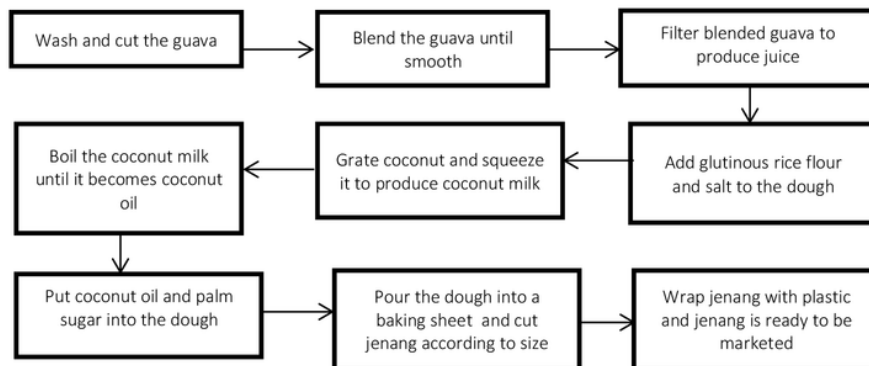 Wash and cut the guava
Blend the guava until
smooth
Filter blended guava to
produce juice
Add glutinous rice flour
and salt to the dough
Grate coconut and squeeze
it to produce coconut milk
Boil the coconut milk
until it becomes coconut
oil
Put coconut oil and palm
sugar into the dough
Pour the dough into a
baking sheet and cut
jenang according to size
Wrap jenang with plastic
and jenang is ready to be
marketed